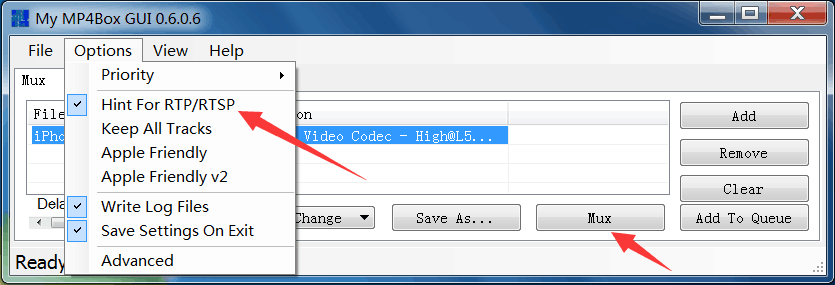 My MP4Box GUI 0.6.0.6
File Options View Help
Mux
Priority
Hint For RTP/RTSP
Keep All Tracks
Apple Friendly
Apple Friendly v2
Write Log Files
Save Settings On Exit
Advanced
File on
iPho Video Codec - High@L5...
Add
Remove
Clear
Dela Change Save As... Mux Add To Queue
Ready